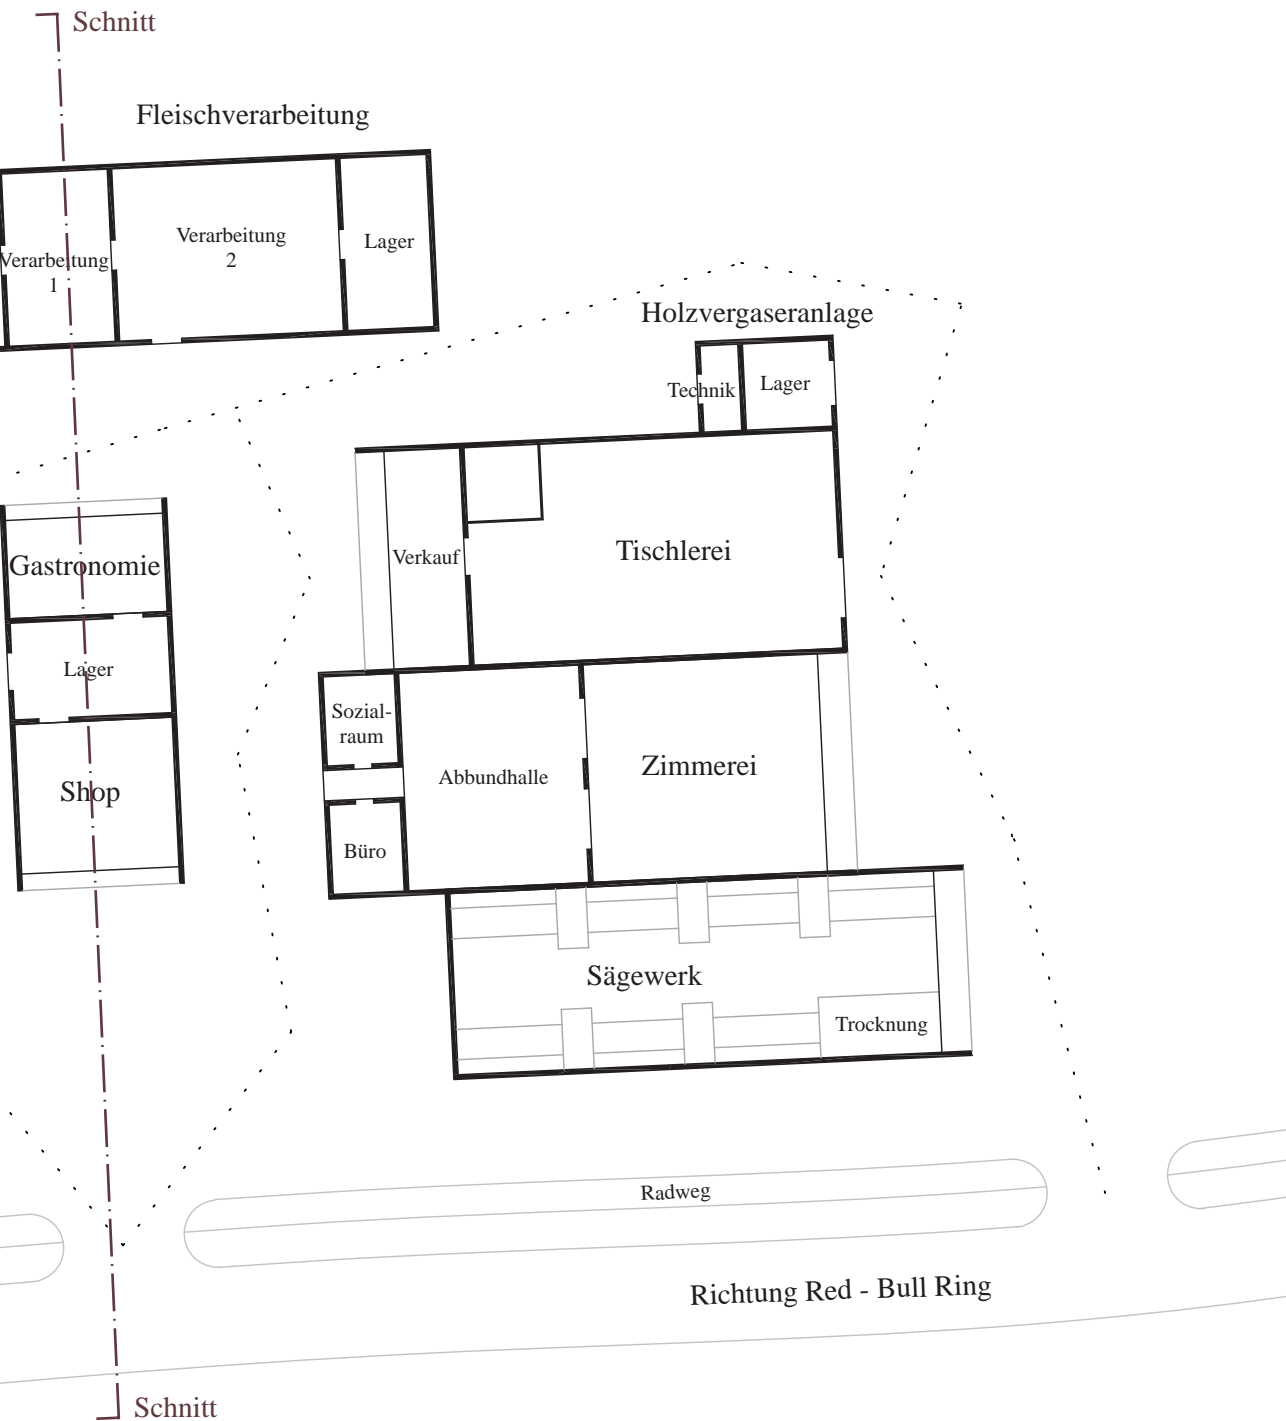 Schnitt
Fleischverarbeitung
Verarbeitung
1
Verarbeitung
2
Lager
Holzvergaseranlage
Technik
Lager
Gastronomie
Lager
Shop
Verkauf
Tischlerei
Sozial-
raum
Büro
Abbundhalle
Zimmerei
Sägewerk
Trocknung
Radweg
Richtung Red - Bull Ring
Schnitt